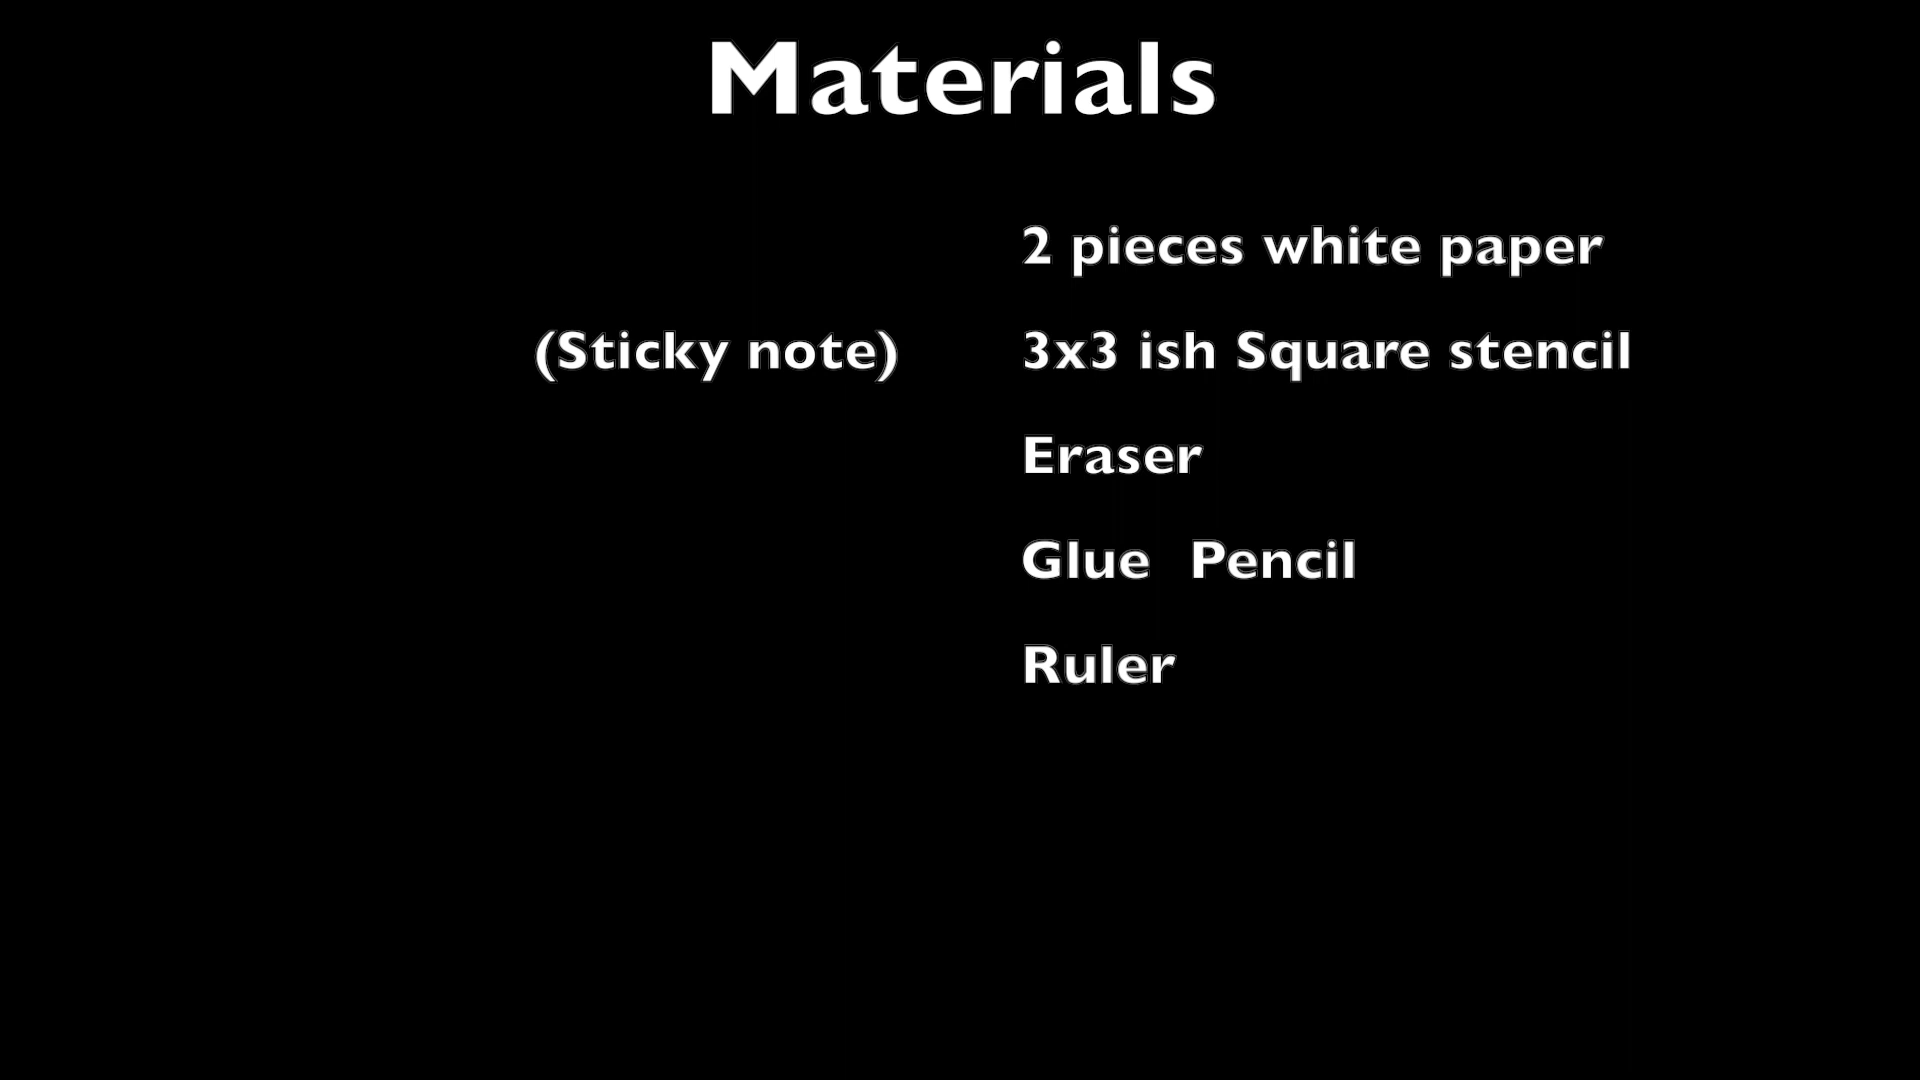 Materials
2 pieces white paper
(Sticky note) 3x3 ish Square stencil
Eraser
Glue Pencil
Ruler